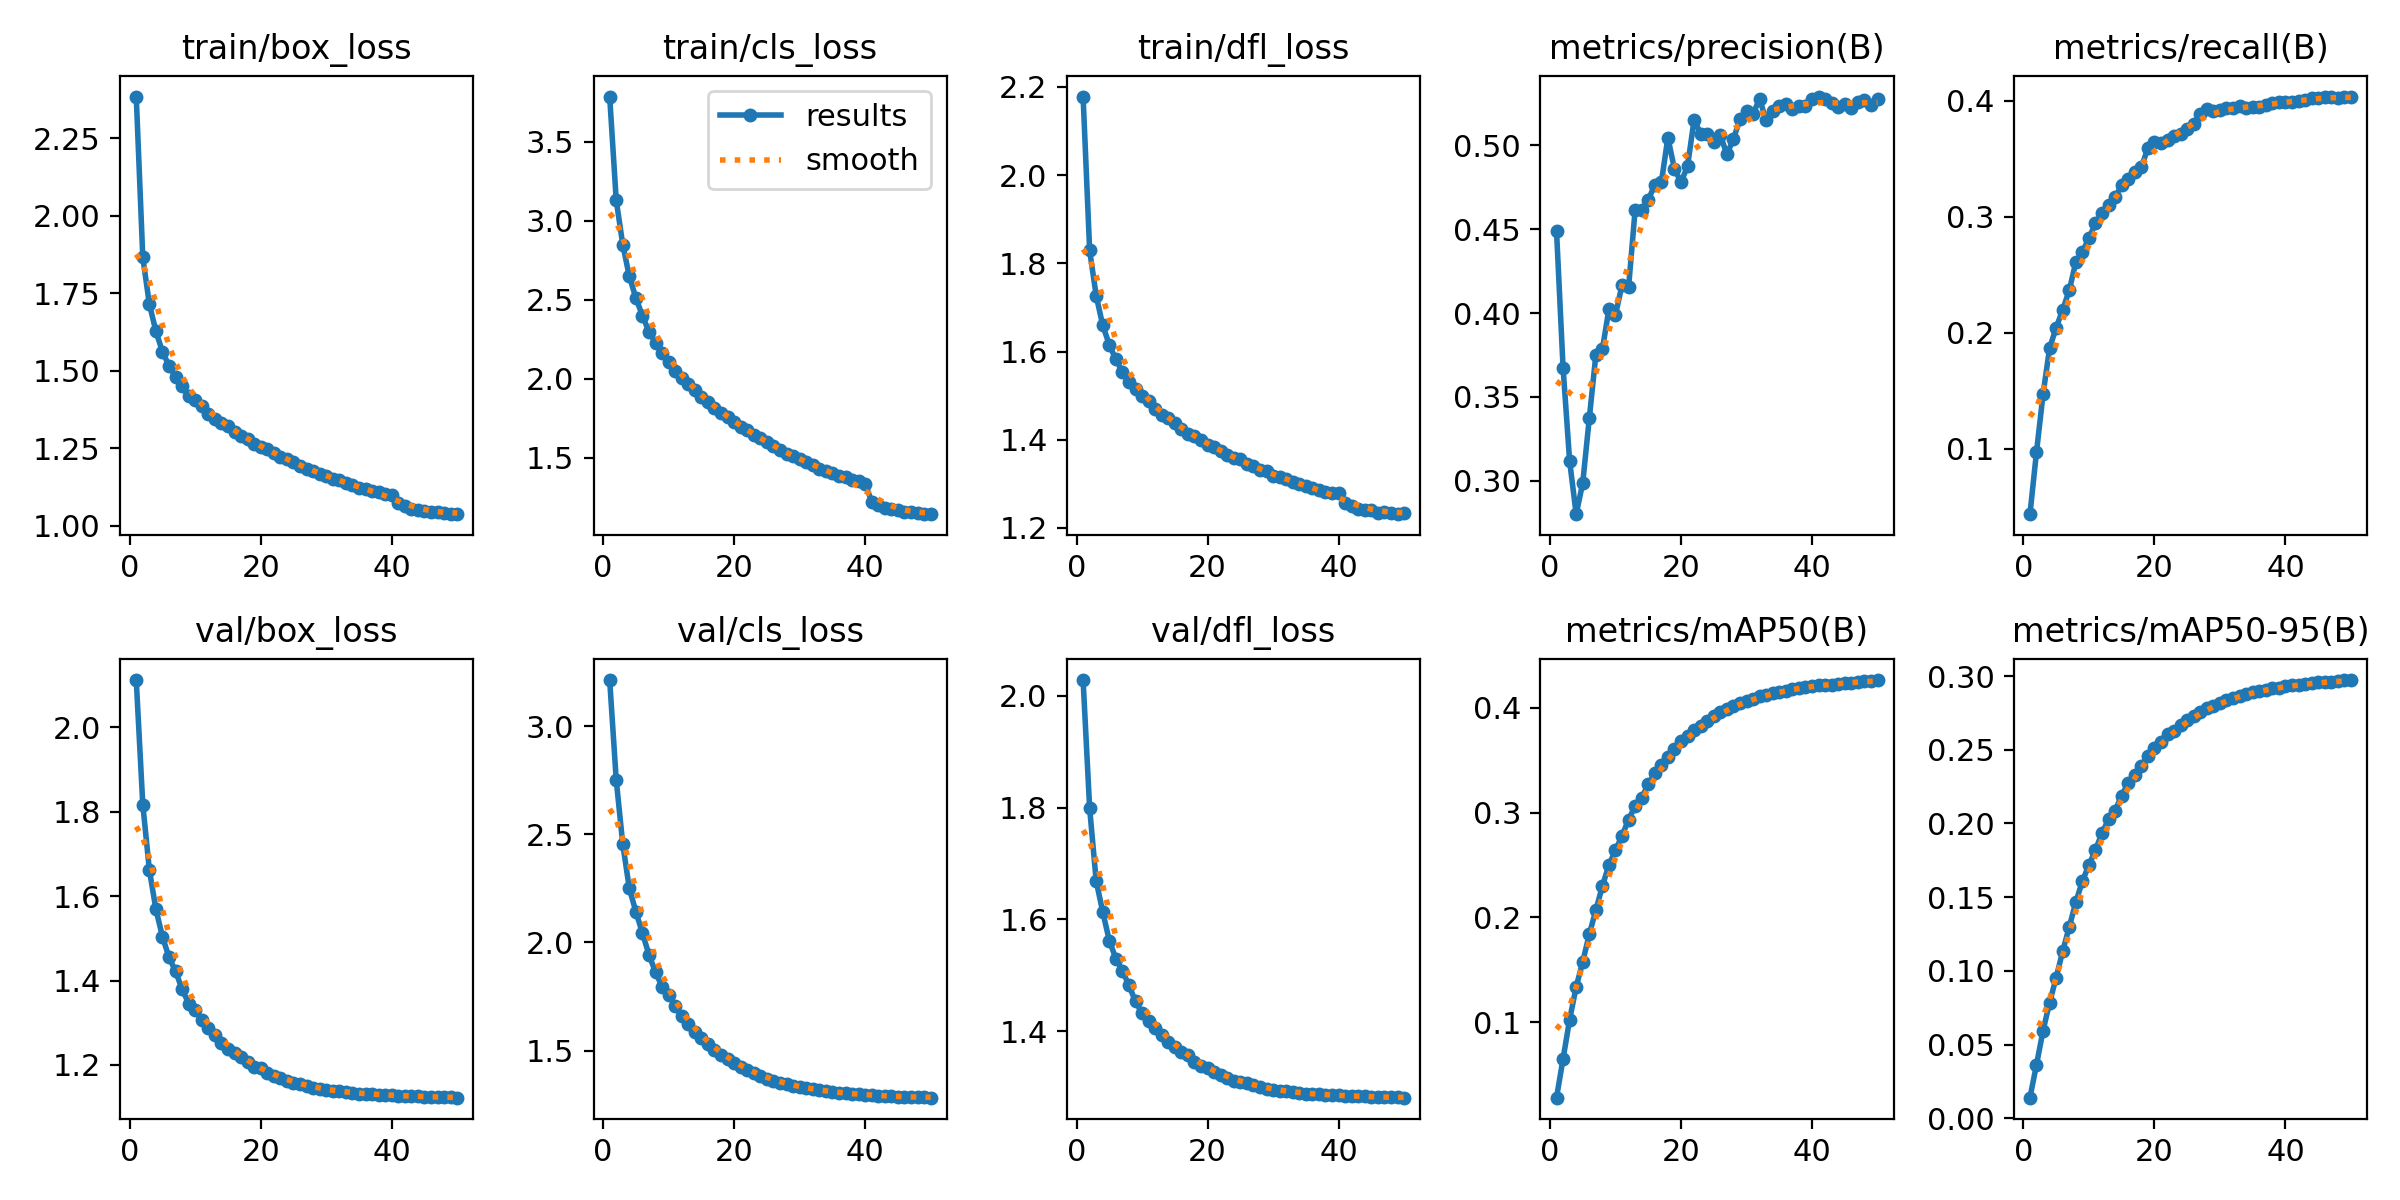 train/box_loss
2.25
2.00
1.75
1.50
1.25
1.00
0 20 40
train/cls_loss
results
smooth
3.5
3.0
2.5
2.0
1.5
0 20 40
train/dfl_loss
2.2
2.0
1.8
1.6
1.4
1.2
0 20 40
metrics/precision(B)
0.50
0.45
0.40
0.35
0.30
0 20 40
metrics/recall(B)
0.4
0.3
0.2
0.1
0 20 40
val/box_loss
2.0
1.8
1.6
1.4
1.2
0 20 40
val/cls_loss
3.0
2.5
2.0
1.5
0 20 40
val/dfl_loss
2.0
1.8
1.6
1.4
0 20 40
metrics/mAP50(B)
0.4
0.3
0.2
0.1
0 20 40
metrics/mAP50-95(B)
0.30
0.25
0.20
0.15
0.10
0.05
0.00
0 20 40